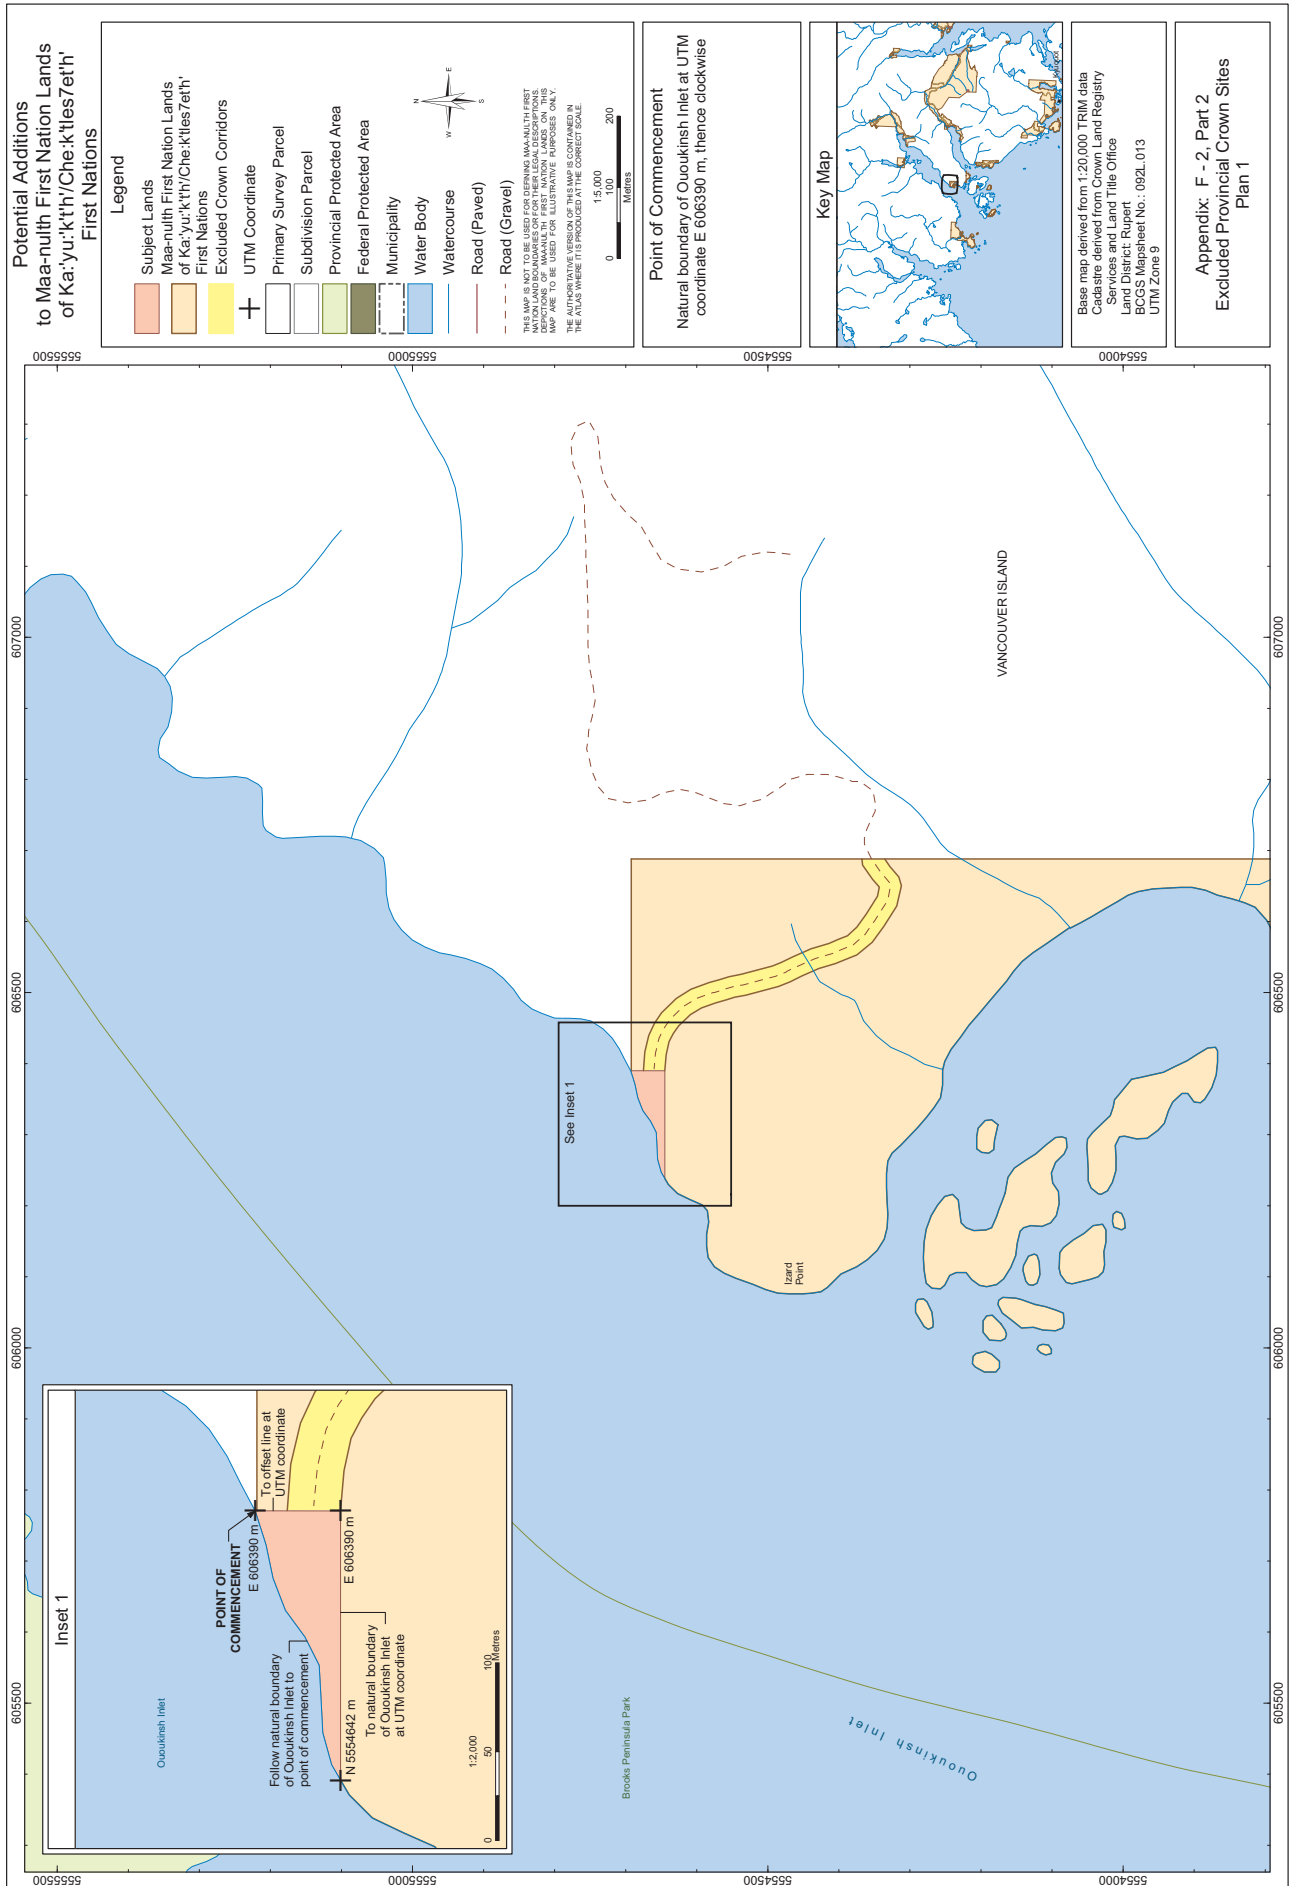 Potential Additions
to Maa-nulth First Nation Lands
of Ka:'yu:'k't'h'/Che:k'tles7et'h'
First Nations
Legend
Subject Lands
Maa-nulth First Nation Lands
of Ka:'yu:'k't'h'/Che:k'tles7et'h'
First Nations
Excluded Crown Corridors
UTM Coordinate
Primary Survey Parcel
Subdivision Parcel
Provincial Protected Area
Federal Protected Area
Municipality
Water Body
Watercourse
Road (Paved)
Road (Gravel)
N
E
S
W
THIS MAP IS NOT TO BE USED FOR DEFINING MAA-NULTH FIRST
NATION LAND BOUNDARIES OR FOR THEIR LEGAL DESCRIPTIONS.
DEPICTIONS OF MAA-NULTH FIRST NATION LANDS ON THIS
MAP ARE TO BE USED FOR ILLUSTRATIVE PURPOSES ONLY.
THE AUTHORITATIVE VERSION OF THIS MAP IS CONTAINED IN
THE ATLAS WHERE IT IS PRODUCED AT THE CORRECT SCALE.
1:5,000
0 100 200
Metres
Point of Commencement
Natural boundary of Ououkinsh Inlet at UTM
coordinate E 606390 m, thence clockwise
Key Map
Base map derived from 1:20,000 TRIM data
Cadastre derived from Crown Land Registry
Services and Land Title Office
Land District: Rupert
BCGS Mapsheet No.: 092L.013
UTM Zone 9
Appendix: F - 2, Part 2
Excluded Provincial Crown Sites
Plan 1
605500
606000
606500
607000
5555500
5555000
5554500
5554000
605500
606000
606500
607000
5555500
5555000
5554500
5554000
Inset 1
Ououkinsh Inlet
POINT OF
COMMENCEMENT
E 606390 m
To offset line at
UTM coordinate
E 606390 m
Follow natural boundary
of Ououkinsh Inlet to
point of commencement
N 5554642 m
To natural boundary
of Ououkinsh Inlet
at UTM coordinate
1:2,000
0 50 100
Metres
See Inset 1
Izard
Point
VANCOUVER ISLAND
Brooks Peninsula Park
Ououkinsh Inlet